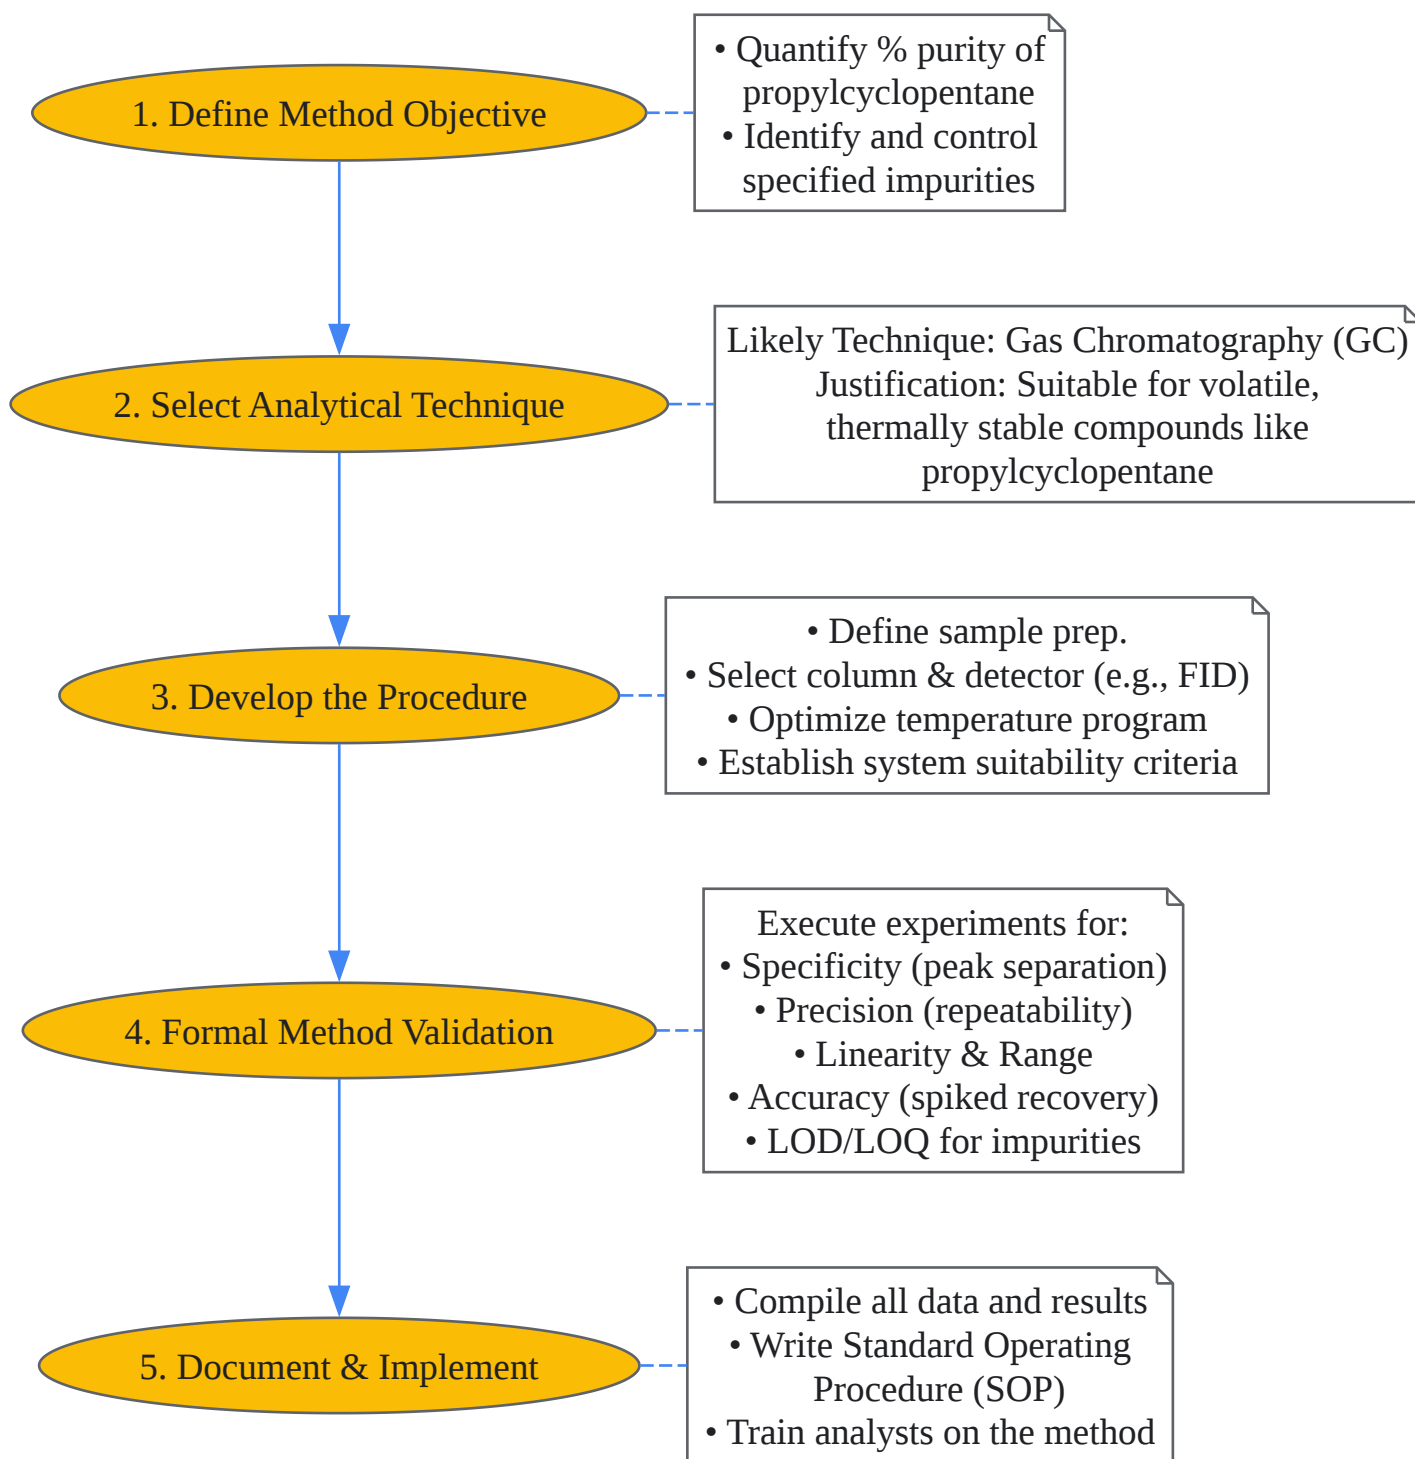 1. Define Method Objective
• Quantify % purity of
propylcyclopentane
• Identify and control
specified impurities
2. Select Analytical Technique
Likely Technique: Gas Chromatography (GC)
Justification: Suitable for volatile,
thermally stable compounds like
propylcyclopentane
3. Develop the Procedure
• Define sample prep.
• Select column & detector (e.g., FID)
• Optimize temperature program
• Establish system suitability criteria
4. Formal Method Validation
Execute experiments for:
• Specificity (peak separation)
• Precision (repeatability)
• Linearity & Range
• Accuracy (spiked recovery)
• LOD/LOQ for impurities
5. Document & Implement
• Compile all data and results
• Write Standard Operating
Procedure (SOP)
• Train analysts on the method